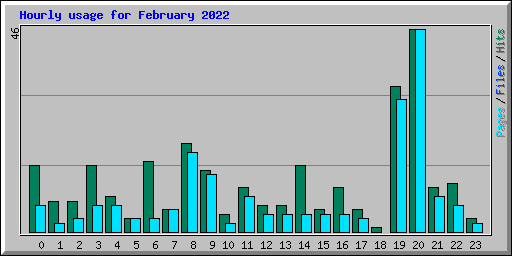 Hourly usage for February 2022
46
Pages/Files/Hits
0 1 2 3 4 5 6 7 8 9 10 11 12 13 14 15 16 17 18 19 20 21 22 23